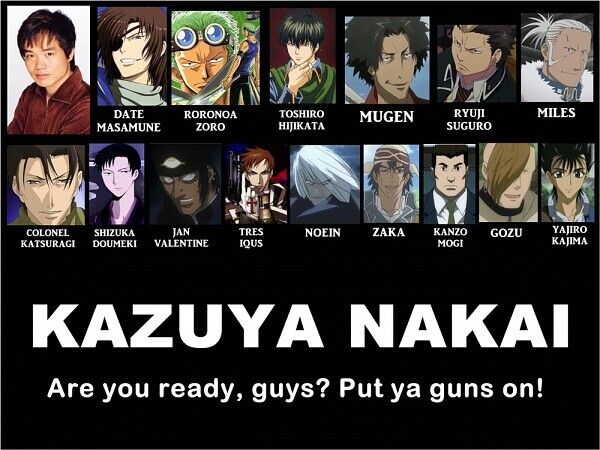 DATE
MASAMUNE
RORONOA
ZORO
TOSHIRO
HIJIKATA
MUGEN
RYUJI
SUGURO
MILES
COLONEL
KATSURAGI
SHIZUKA
DOUMEKI
JAN
VALENTINE
TRES
IQUS
NOEIN
ZAKA
KANZO
MOGI
GOZU
YAJIRO
KAJIMA
KAZUYA NAKAI
Are you ready, guys? Put ya guns on!